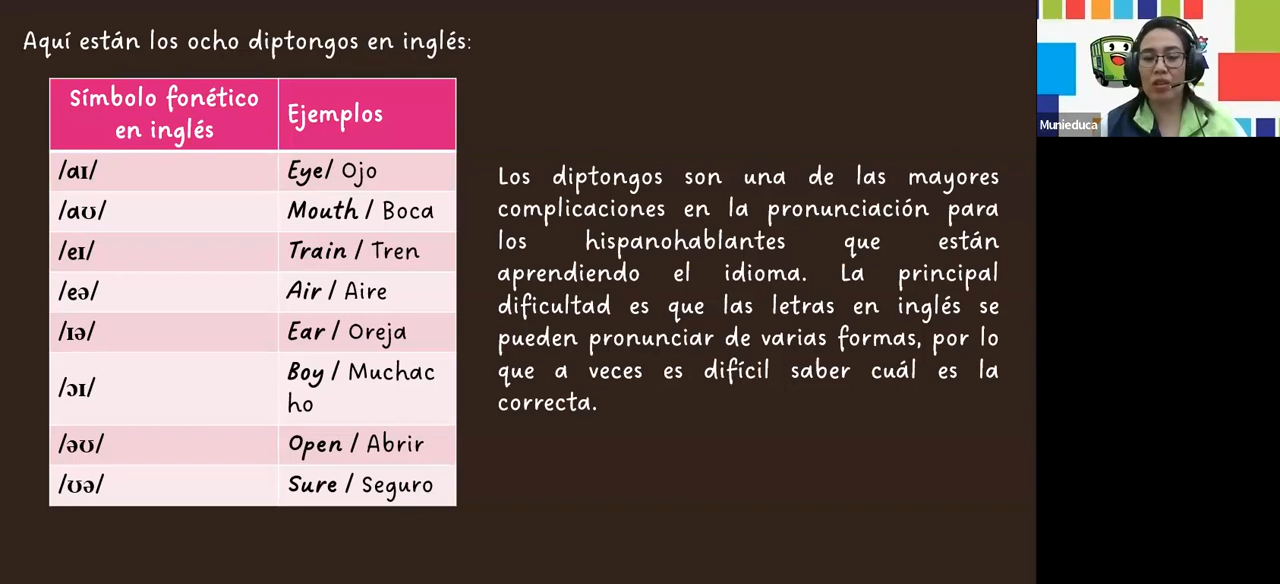 Aquí están los ocho diptongos en inglés:
Símbolo fonético
en inglés
Ejemplos
/aɪ/
Eye/ Ojo
/aʊ/
Mouth / Boca
/eɪ/
Train / Tren
/eə/
Air / Aire
/ɪə/
Ear / Oreja
/ɔɪ/
Boy / Muchac
ho
/əʊ/
Open / Abrir
/ʊə/
Sure / Seguro
Los diptongos son una de las mayores
complicaciones en la pronunciación para
los hispanohablantes que están
aprendiendo el idioma. La principal
dificultad es que las letras en inglés se
pueden pronunciar de varias formas, por lo
que a veces es difícil saber cuál es la
correcta.
Munieduca